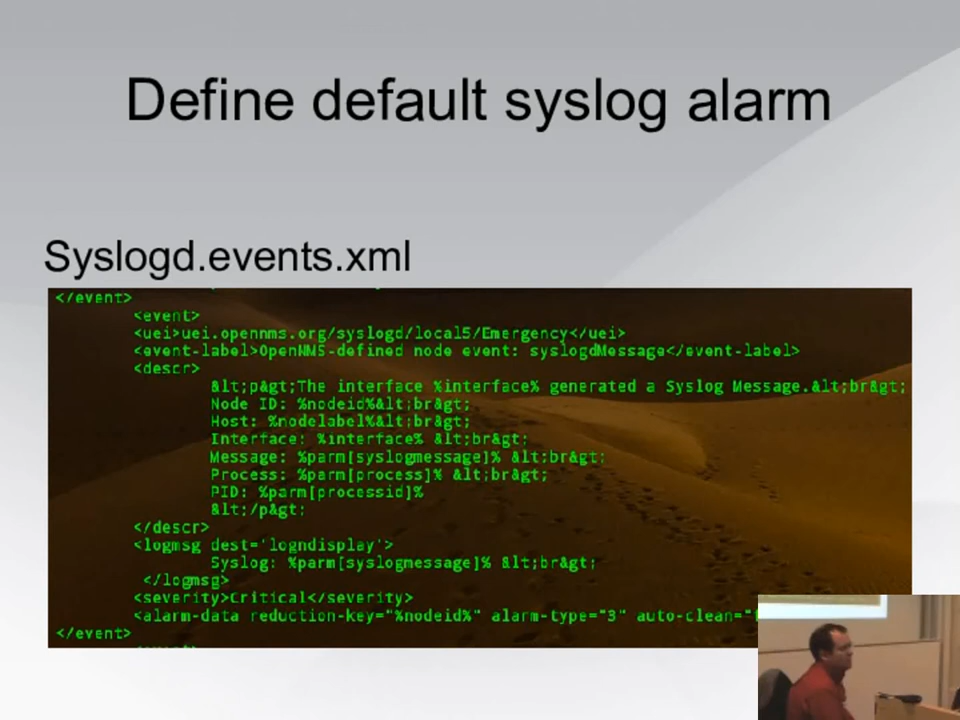 Define default syslog alarm
Syslogd.events.xml
</event>
<event>
<uei>uei.opennms.org/syslogd/local5/Emergency</uei>
<event-label>OpenNMS-defined node event: syslogdMessage</event-label>
<descr>
&lt;p&gt;The interface %interface% generated a Syslog Message.&lt;br&gt;
Node ID: %nodeid%&lt;br&gt;
Host: %nodelabel%&lt;br&gt;
Interface: %interface% &lt;br&gt;
Message: %parm[syslogmessage]% &lt;br&gt;
Process: %parm[process]% &lt;br&gt;
PID: %parm[processid]%
&lt;/p&gt;
</descr>
<logmsg dest='logndisplay'>
Syslog: %parm[syslogmessage]% &lt;br&gt;
</logmsg>
<severity>Critical</severity>
<alarm-data reduction-key="%nodeid%" alarm-type="3" auto-clean="
</event>